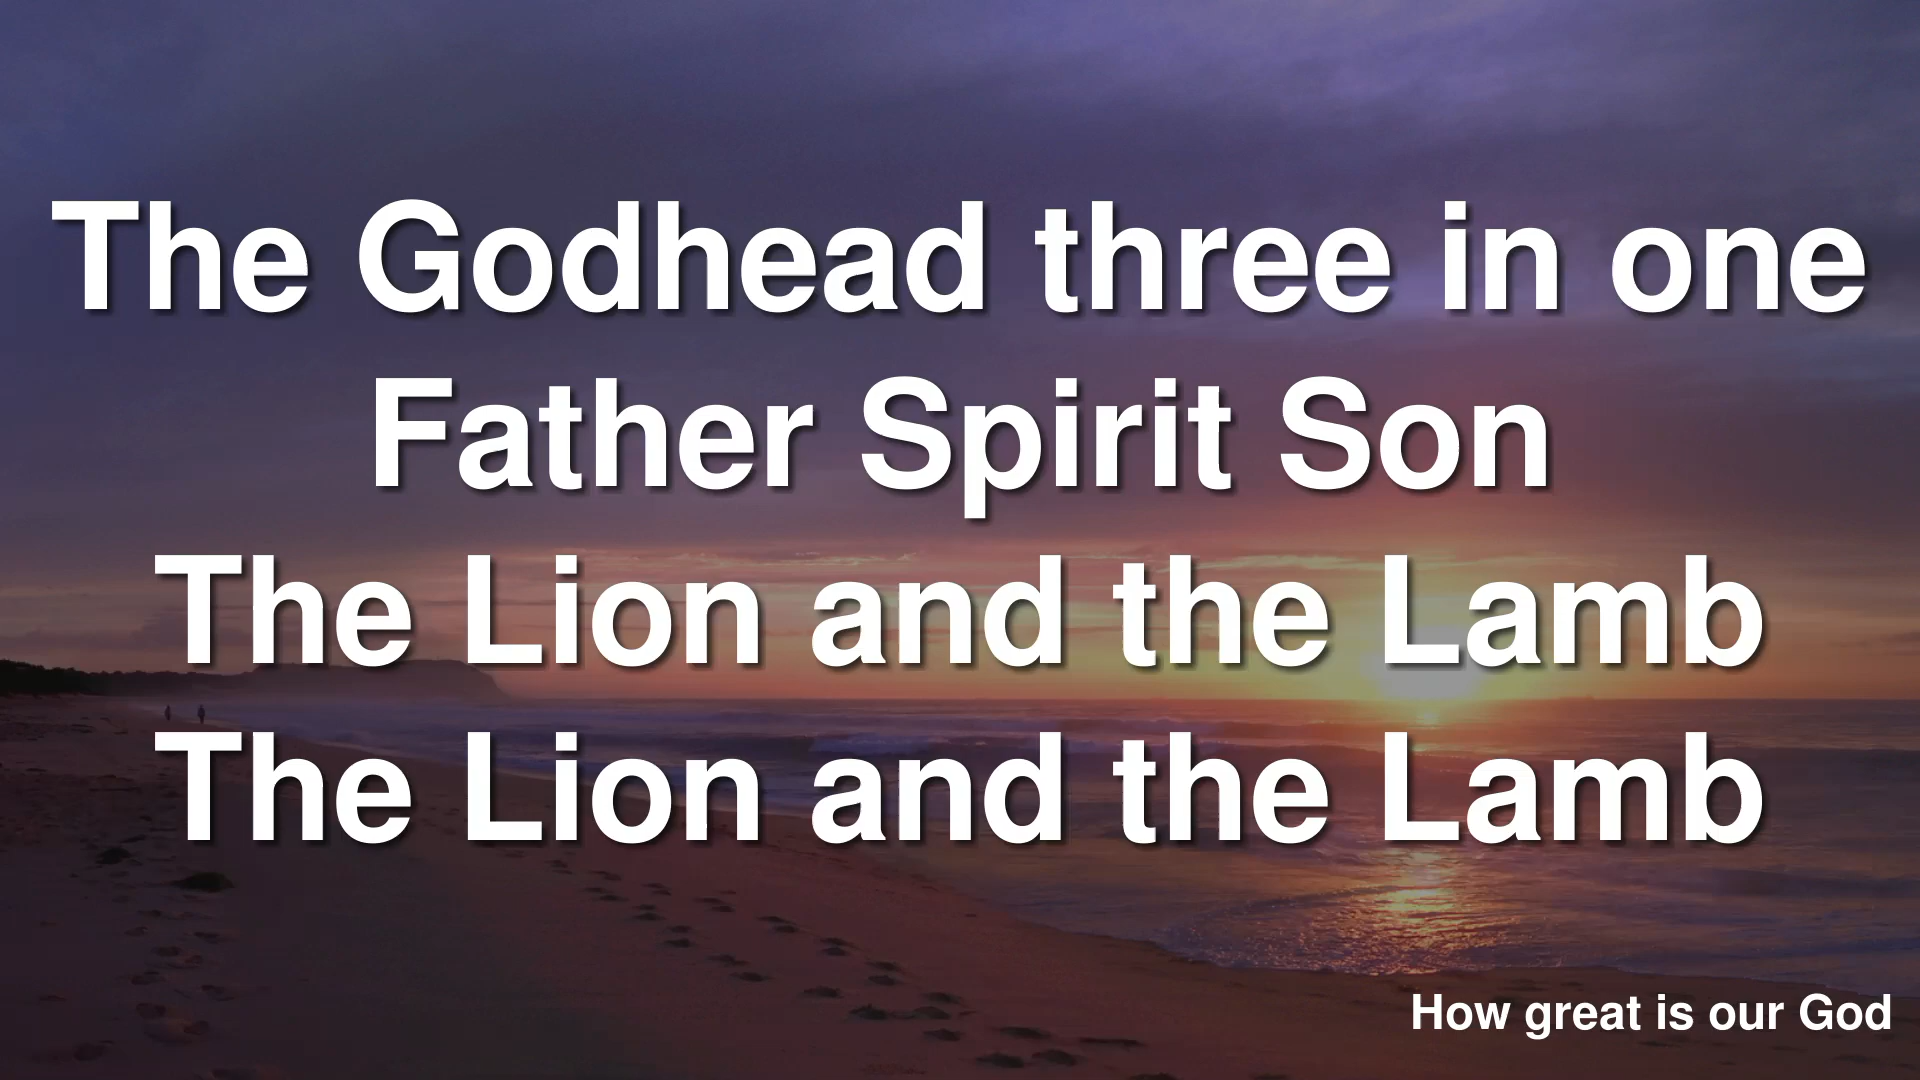 The Godhead three in one
Father Spirit Son
The Lion and the Lamb
The Lion and the Lamb
How great is our God